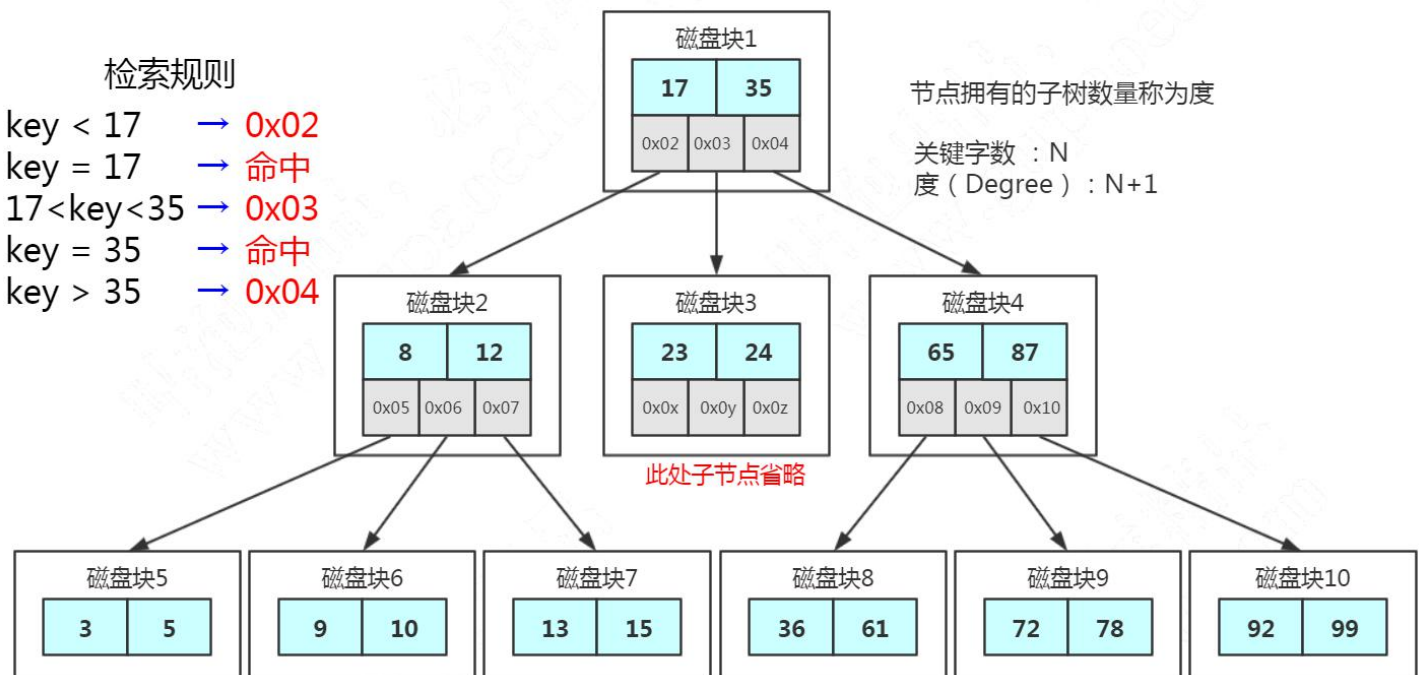 检索规则
key < 17 → 0x02
key = 17 → 命中
17<key<35 → 0x03
key = 35 → 命中
key > 35 → 0x04
磁盘块1
17 35
0x02 0x03 0x04
节点拥有的子树数量称为度
关键字数 ：N
度（Degree）：N+1
磁盘块2
8 12
0x05 0x06 0x07
磁盘块3
23 24
0x0x 0x0y 0x0z
此处子节点省略
磁盘块4
65 87
0x08 0x09 0x10
磁盘块5
3 5
磁盘块6
9 10
磁盘块7
13 15
磁盘块8
36 61
磁盘块9
72 78
磁盘块10
92 99